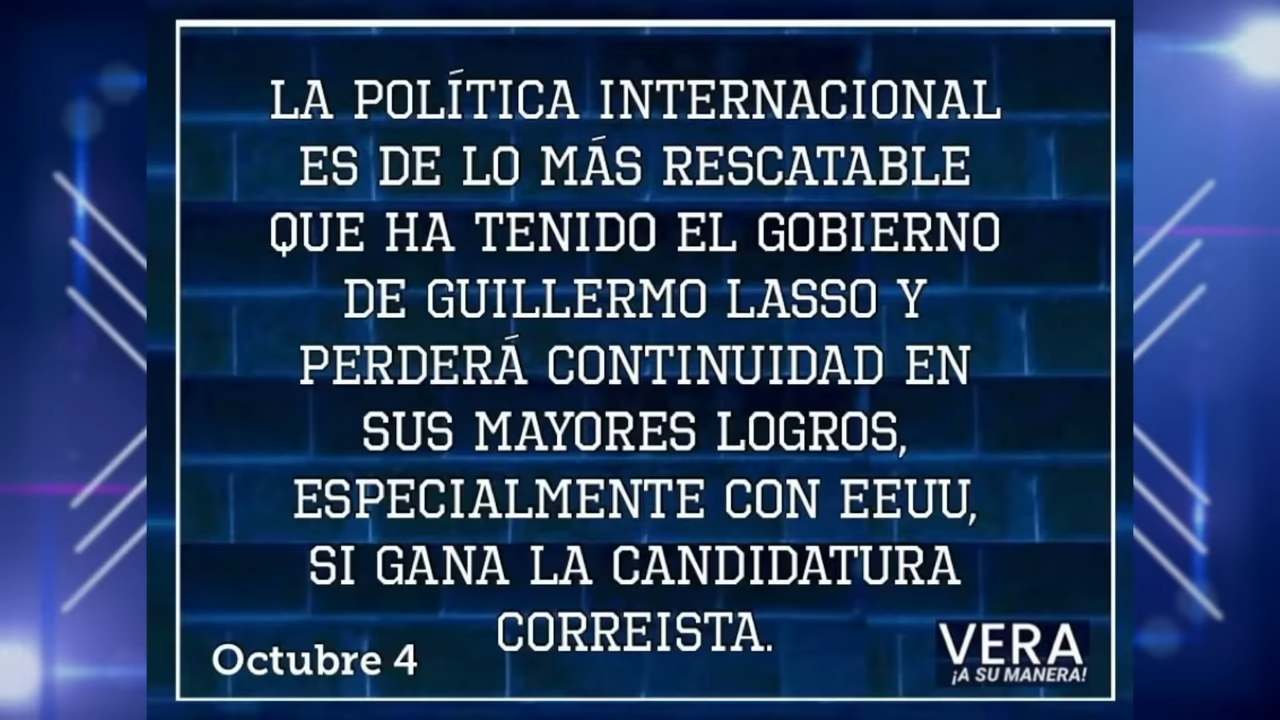 LA POLÍTICA INTERNACIONAL
ES DE LO MÁS RESCATABLE
QUE HA TENIDO EL GOBIERNO
DE GUILLERMO LASSO Y
PERDERÁ CONTINUIDAD EN
SUS MAYORES LOGROS,
ESPECIALMENTE CON EEUU,
SI GANA LA CANDIDATURA
CORREISTA.
Octubre 4
VERA
¡A SU MANERA!